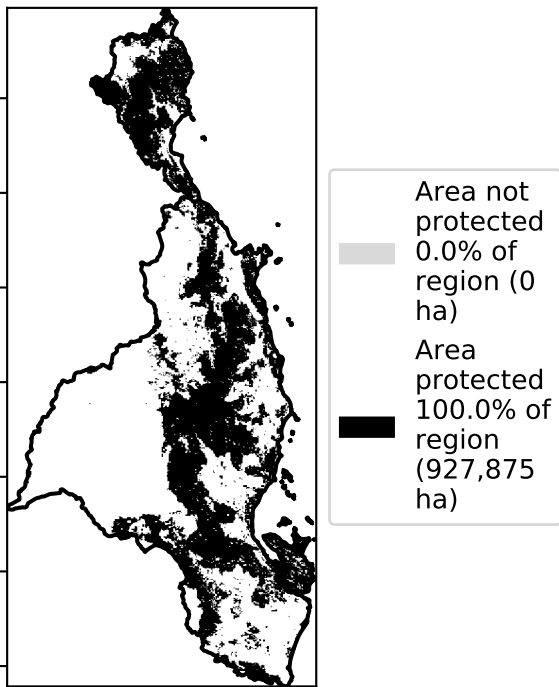 Area not
protected
0.0% of
region (0
ha)
Area
protected
100.0% of
region
(927,875
ha)